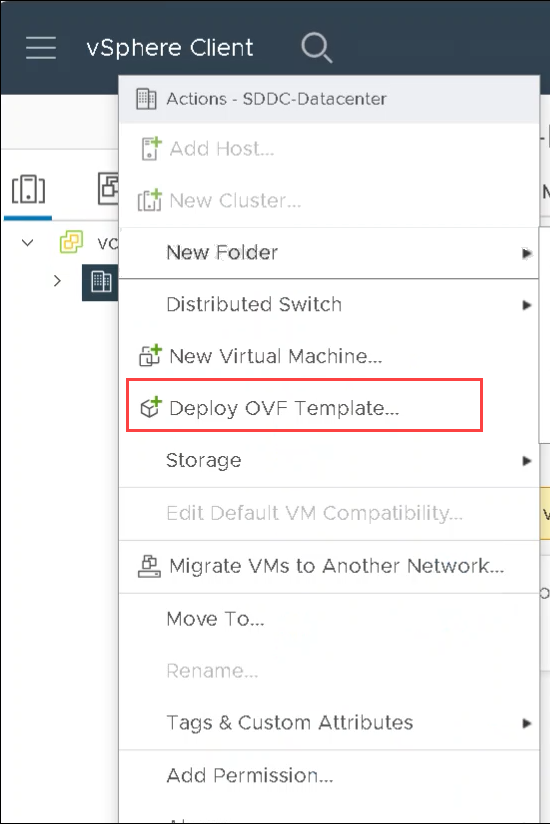 vSphere Client
Actions - SDDC-Datacenter
Add Host...
New Cluster...
vc
New Folder
Distributed Switch
New Virtual Machine...
Deploy OVF Template...
Storage
Edit Default VM Compatibility...
Migrate VMs to Another Network...
Move To...
Rename...
Tags & Custom Attributes
Add Permission...